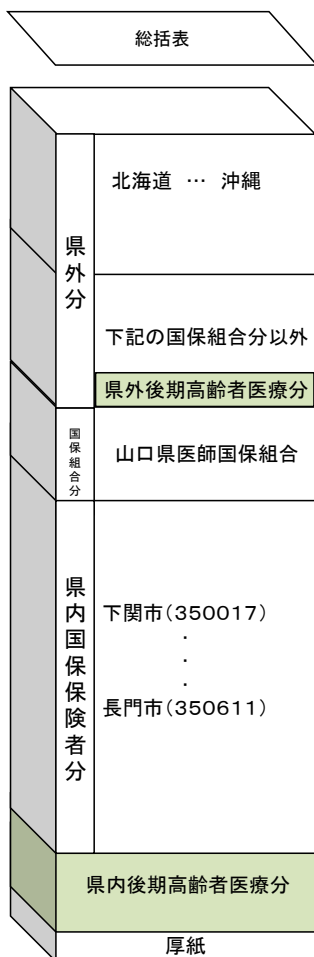 総括表
県外分
北海道 … 沖縄
下記の国保組合分以外
県外後期高齢者医療分
国保組合分
山口県医師国保組合
県内国保保険者分
下関市(350017)
・
・
・
長門市(350611)
県内後期高齢者医療分
厚紙